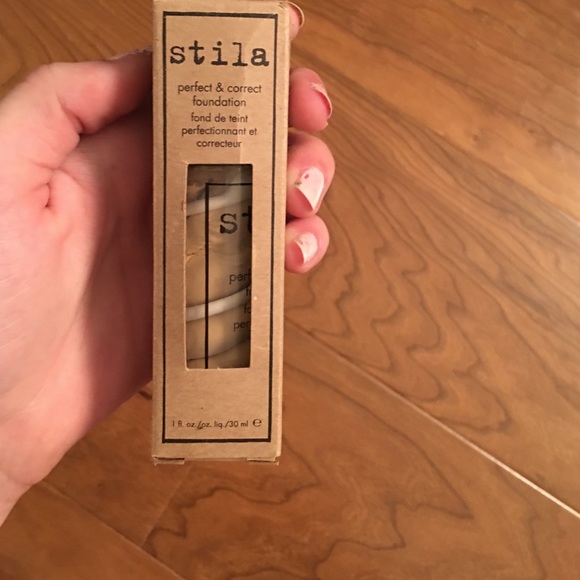 stila
perfect & correct
foundation
fond de teint
perfectionnant et
correcteur
st
1 fl. oz./oz. liq./30 ml e